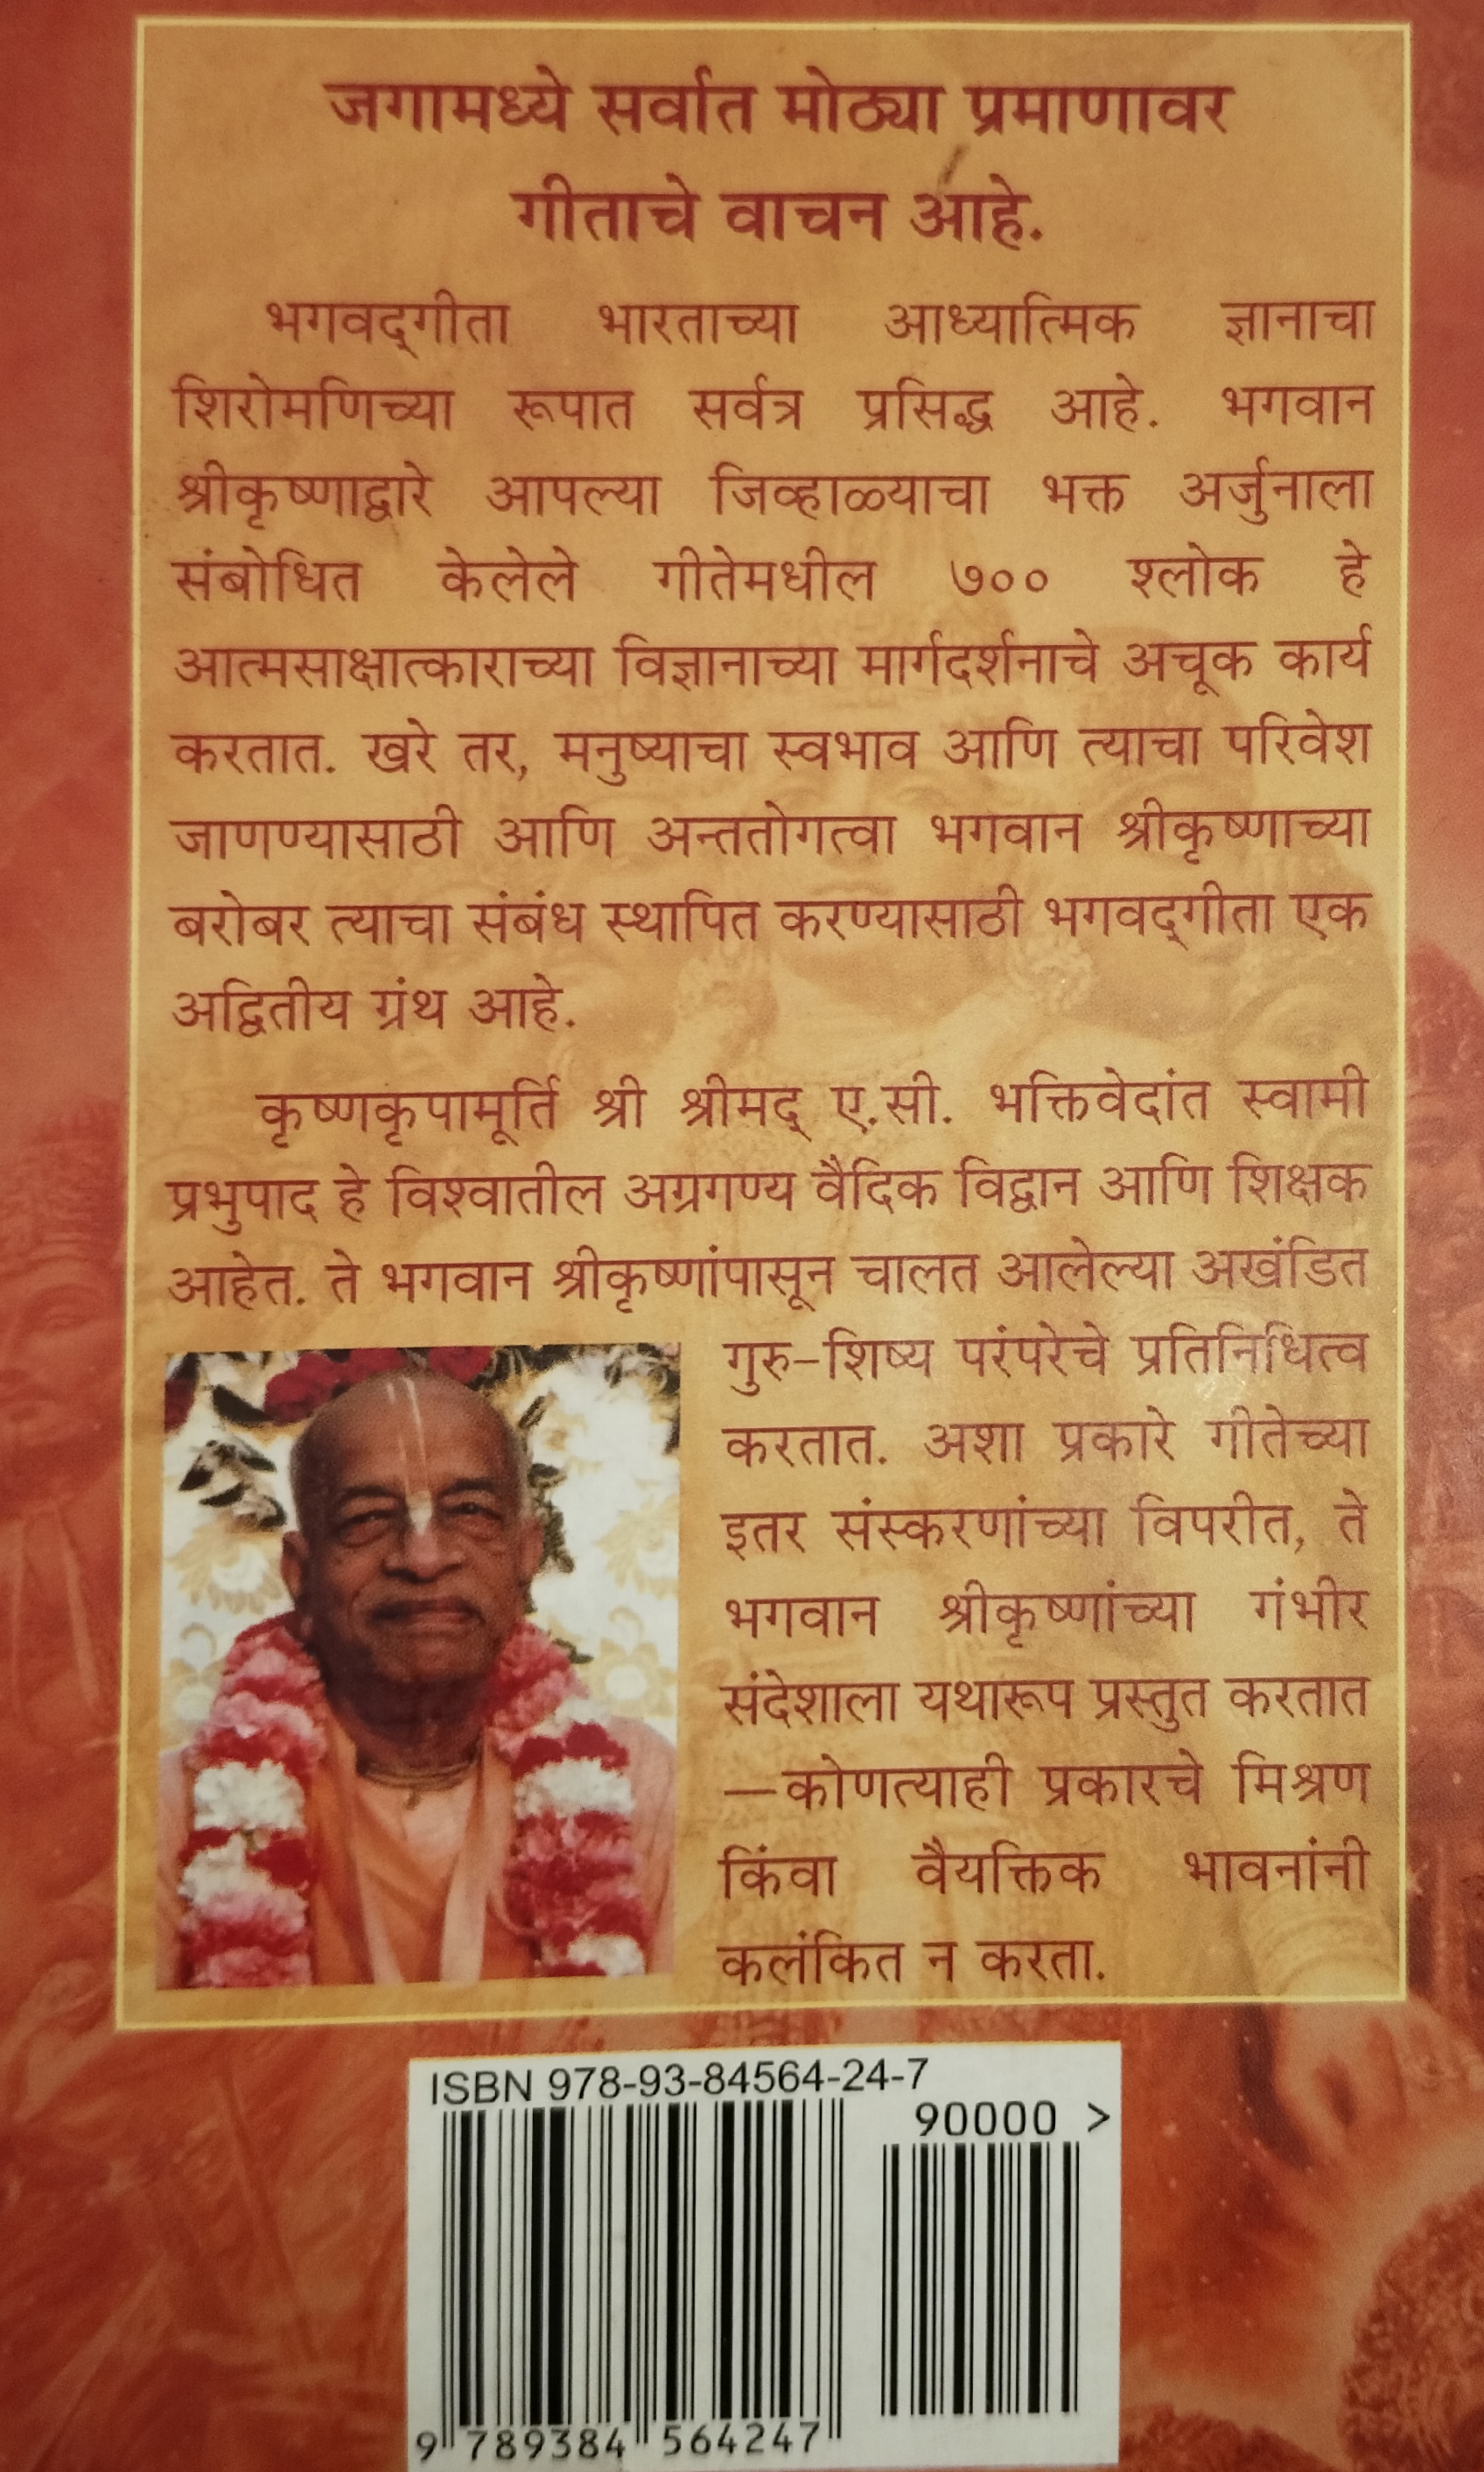 जगामध्ये सर्वात मोठ्या प्रमाणावर
गीताचे वाचन आहे.
भगवद्‌गीता भारताच्या आध्यात्मिक ज्ञानाचा
शिरोमणिच्या रूपात सर्वत्र प्रसिद्ध आहे. भगवान
श्रीकृष्णाद्वारे आपल्या जिव्हाळ्याचा भक्त अर्जुनाला
संबोधित केलेले गीतेमधील ७०० श्लोक हे
आत्मसाक्षात्काराच्या विज्ञानाच्या मार्गदर्शनाचे अचूक कार्य
करतात. खरे तर, मनुष्याचा स्वभाव आणि त्याचा परिवेश
जाणण्यासाठी आणि अन्ततोगत्वा भगवान श्रीकृष्णाच्या
बरोबर त्याचा संबंध स्थापित करण्यासाठी भगवद्‌गीता एक
अद्वितीय ग्रंथ आहे.
कृष्णकृपामूर्ति श्री श्रीमद् ए.सी. भक्तिवेदांत स्वामी
प्रभुपाद हे विश्वातील अग्रगण्य वैदिक विद्वान आणि शिक्षक
आहेत. ते भगवान श्रीकृष्णांपासून चालत आलेल्या अखंडित
गुरु-शिष्य परंपरेचे प्रतिनिधित्व
करतात. अशा प्रकारे गीतेच्या
इतर संस्करणांच्या विपरीत, ते
भगवान श्रीकृष्णांच्या गंभीर
संदेशाला यथारूप प्रस्तुत करतात
—कोणत्याही प्रकारचे मिश्रण
किंवा वैयक्तिक भावनांनी
कलंकित न करता.
ISBN 978-93-84564-24-7
90000 >
9 789384 564247